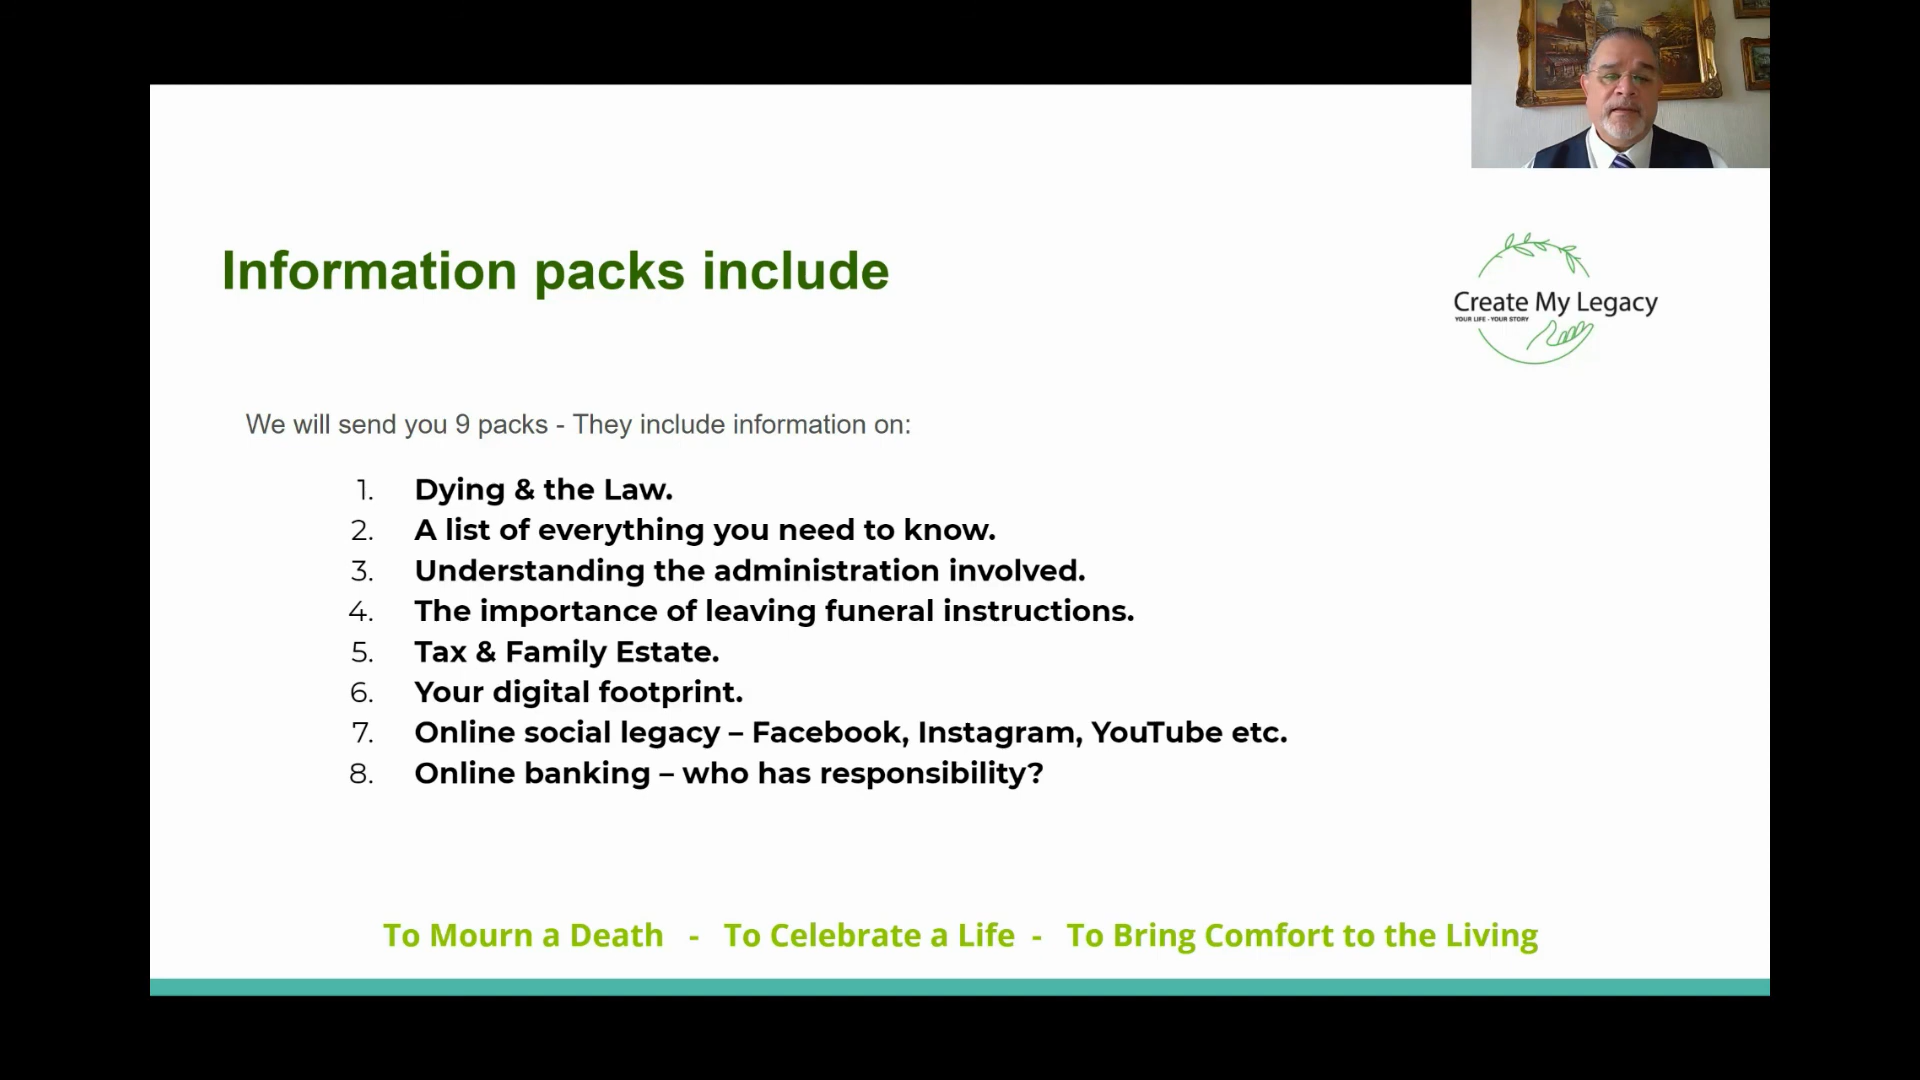 Information packs include
Create My Legacy
YOUR LIFE - YOUR STORY
We will send you 9 packs - They include information on:
1. Dying & the Law.
2. A list of everything you need to know.
3. Understanding the administration involved.
4. The importance of leaving funeral instructions.
5. Tax & Family Estate.
6. Your digital footprint.
7. Online social legacy – Facebook, Instagram, YouTube etc.
8. Online banking – who has responsibility?
To Mourn a Death - To Celebrate a Life - To Bring Comfort to the Living